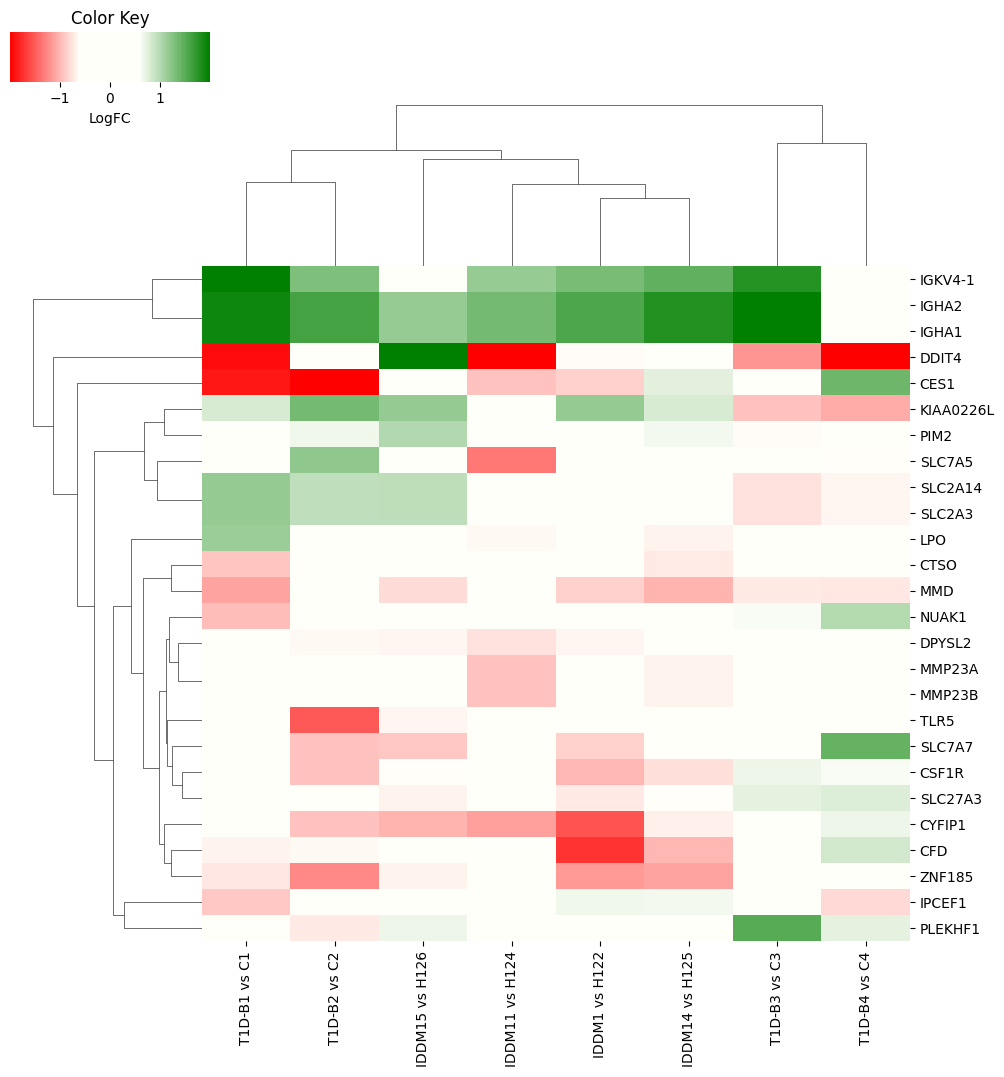 Color Key
−1 0 1
LogFC
IGKV4-1
IGHA2
IGHA1
DDIT4
CES1
KIAA0226L
PIM2
SLC7A5
SLC2A14
SLC2A3
LPO
CTSO
MMD
NUAK1
DPYSL2
MMP23A
MMP23B
TLR5
SLC7A7
CSF1R
SLC27A3
CYFIP1
CFD
ZNF185
IPCEF1
PLEKHF1
T1D-B1 vs C1
T1D-B2 vs C2
IDDM15 vs H126
IDDM11 vs H124
IDDM1 vs H122
IDDM14 vs H125
T1D-B3 vs C3
T1D-B4 vs C4